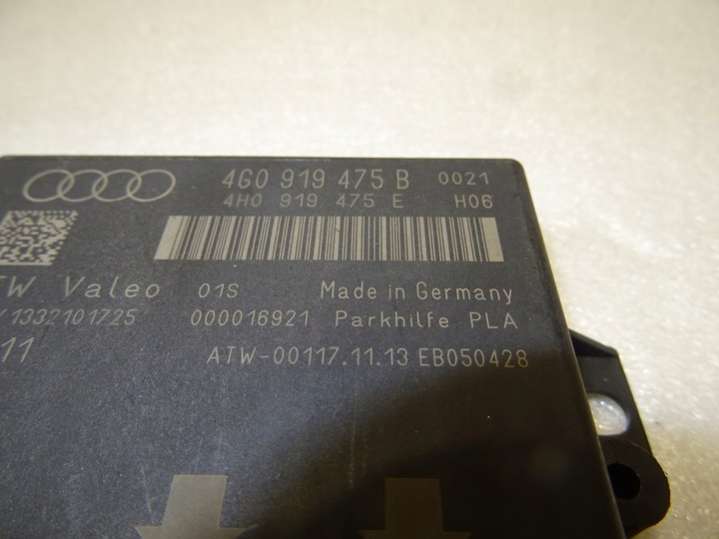 4G0 919 475 B 0021
4H0 919 475 E H06
Valeo 01S Made in Germany
1332101725 000016921 Parkhilfe PLA
11 ATW-00117.11.13 EB050428